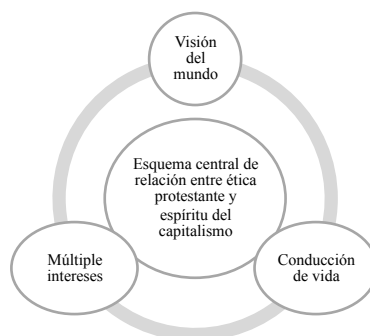 Visión
del
mundo
Esquema central de
relación entre ética
protestante y
espíritu del
capitalismo
Múltiple
intereses
Conducción
de vida